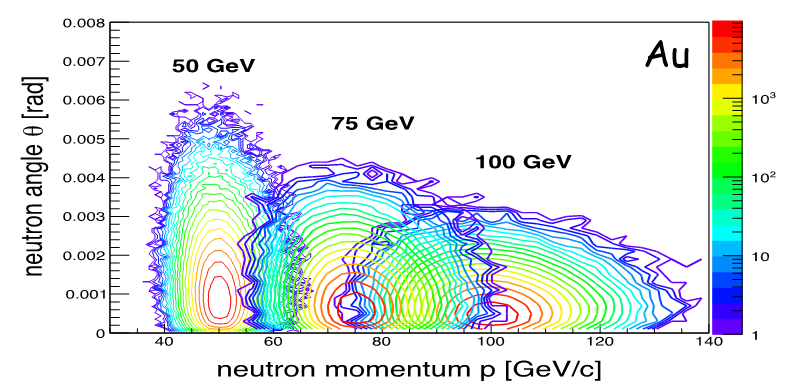 0.008
0.007
0.006
0.005
0.004
0.003
0.002
0.001
0
neutron angle θ [rad]
50 GeV
75 GeV
100 GeV
Au
10³
10²
10
1
40 60 80 100 120 140
neutron momentum p [GeV/c]